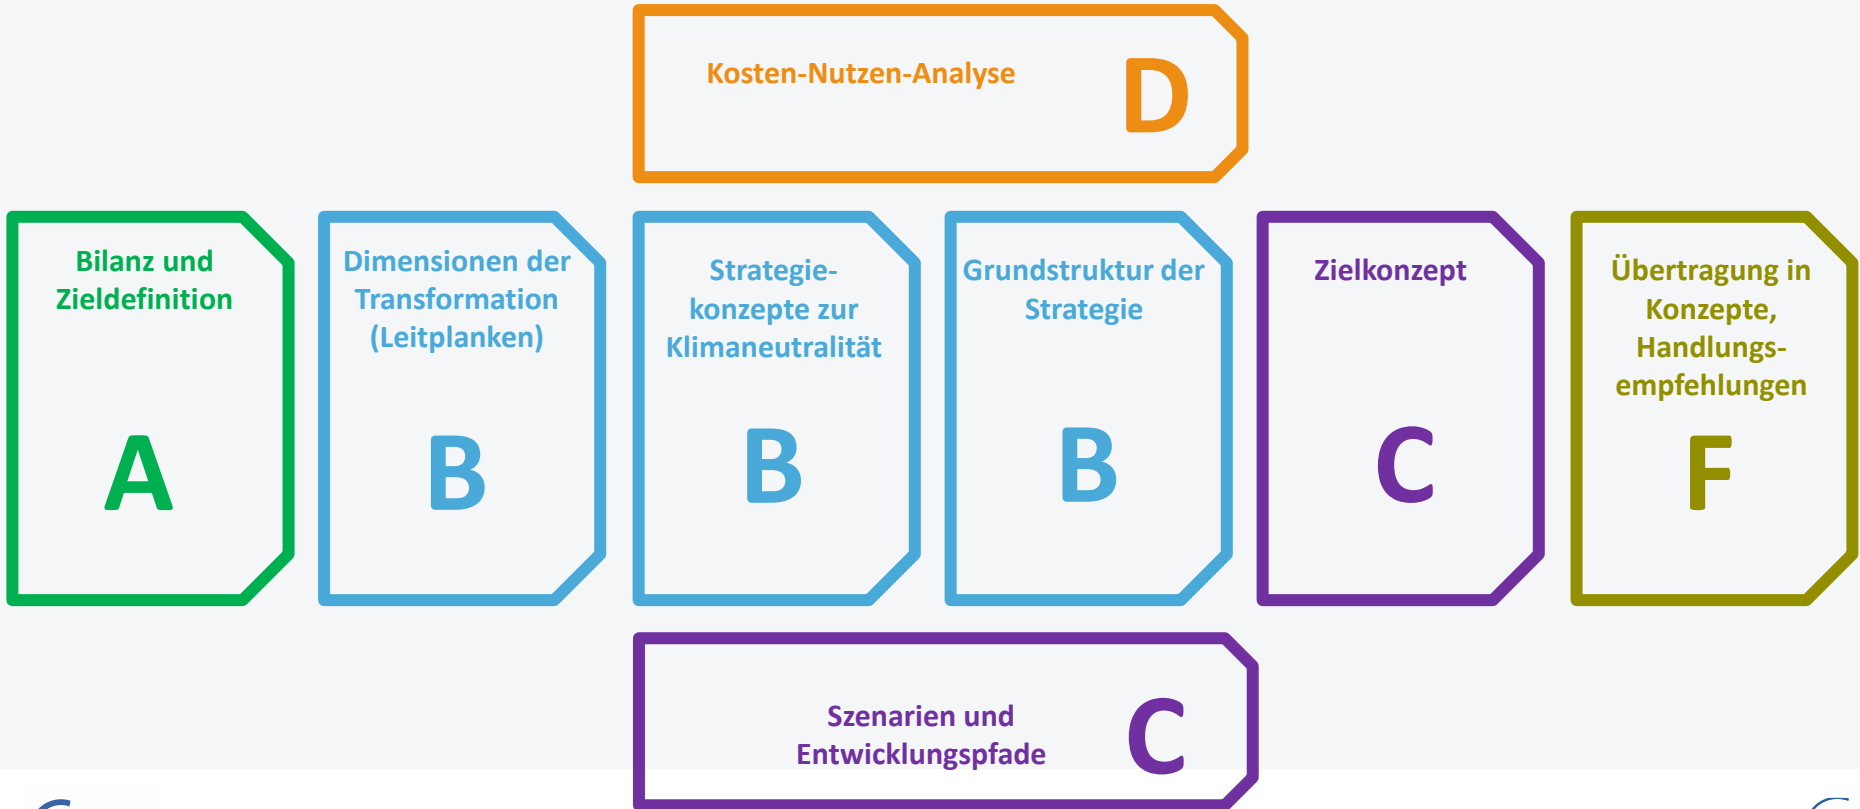 Kosten-Nutzen-Analyse
D
Bilanz und
Zieldefinition
A
Dimensionen der
Transformation
(Leitplanken)
B
Strategie-
konzepte zur
Klimaneutralität
B
Grundstruktur der
Strategie
B
Zielkonzept
C
Übertragung in
Konzepte,
Handlungs-
empfehlungen
F
Szenarien und
Entwicklungspfade
C